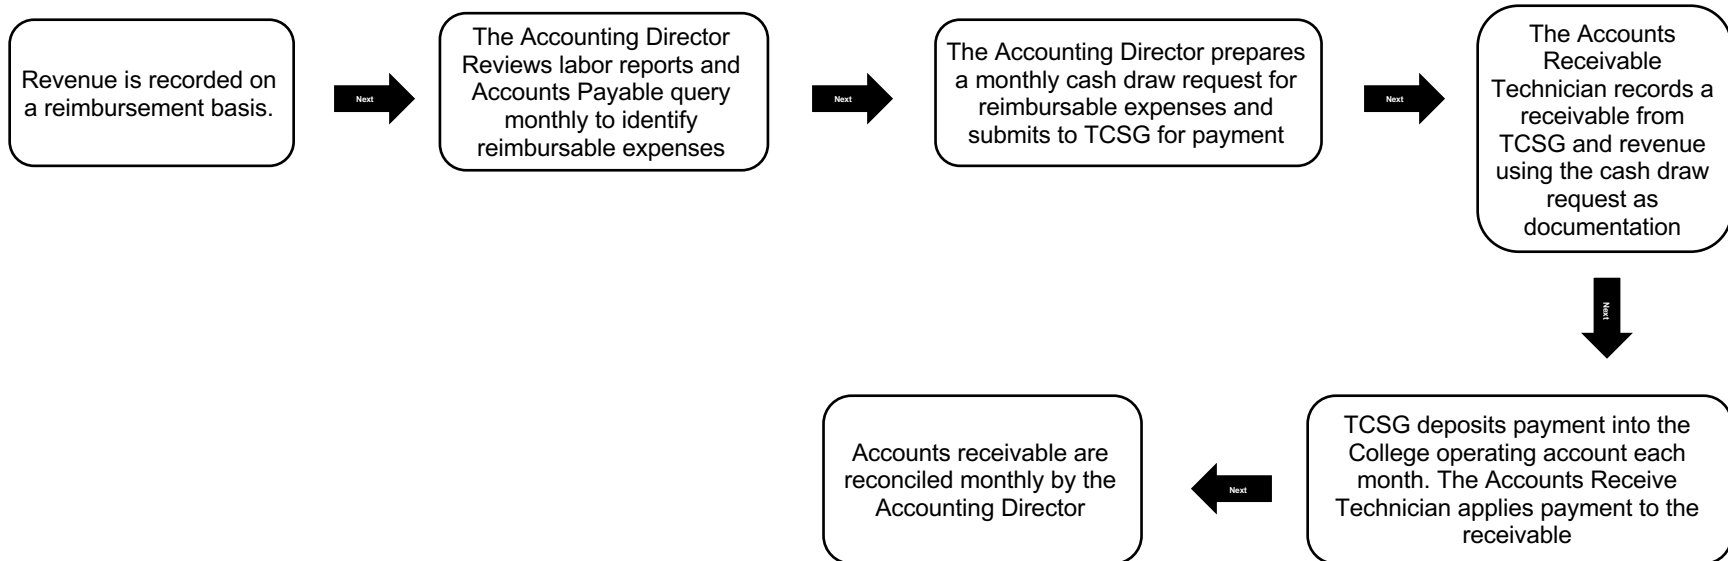 Revenue is recorded on
a reimbursement basis.
Next
The Accounting Director
Reviews labor reports and
Accounts Payable query
monthly to identify
reimbursable expenses
Next
The Accounting Director prepares
a monthly cash draw request for
reimbursable expenses and
submits to TCSG for payment
Next
The Accounts
Receivable
Technician records a
receivable from
TCSG and revenue
using the cash draw
request as
documentation
Next
TCSG deposits payment into the
College operating account each
month. The Accounts Receive
Technician applies payment to the
receivable
Next
Accounts receivable are
reconciled monthly by the
Accounting Director